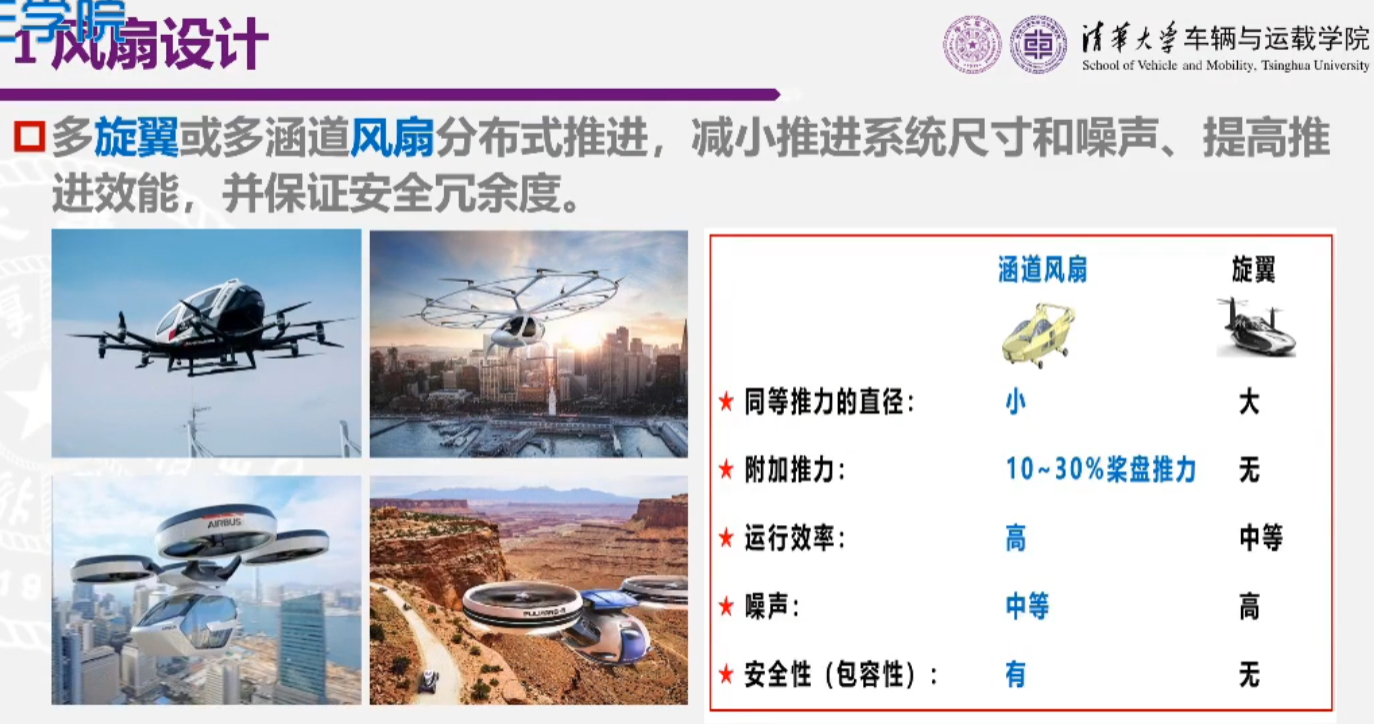 1 风扇设计
年学院
清华大学车辆与运载学院
School of Vehicle and Mobility, Tsinghua University
多旋翼或多涵道风扇分布式推进，减小推进系统尺寸和噪声、提高推
进效能，并保证安全冗余度。
AIRBUS
涵道风扇 旋翼
★ 同等推力的直径： 小 大
★ 附加推力： 10~30%桨盘推力 无
★ 运行效率： 高 中等
★ 噪声： 中等 高
★ 安全性（包容性）： 有 无